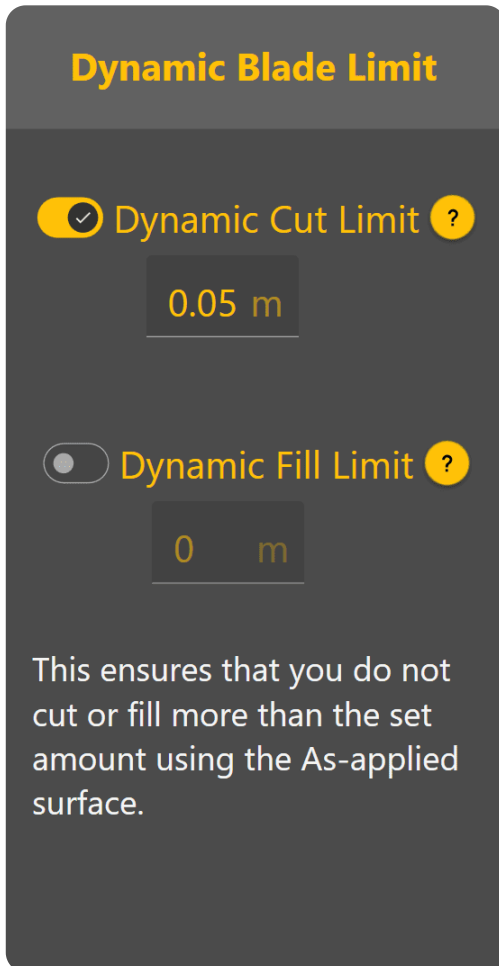 Dynamic Blade Limit
Dynamic Cut Limit ?
0.05 m
Dynamic Fill Limit ?
0 m
This ensures that you do not
cut or fill more than the set
amount using the As-applied
surface.